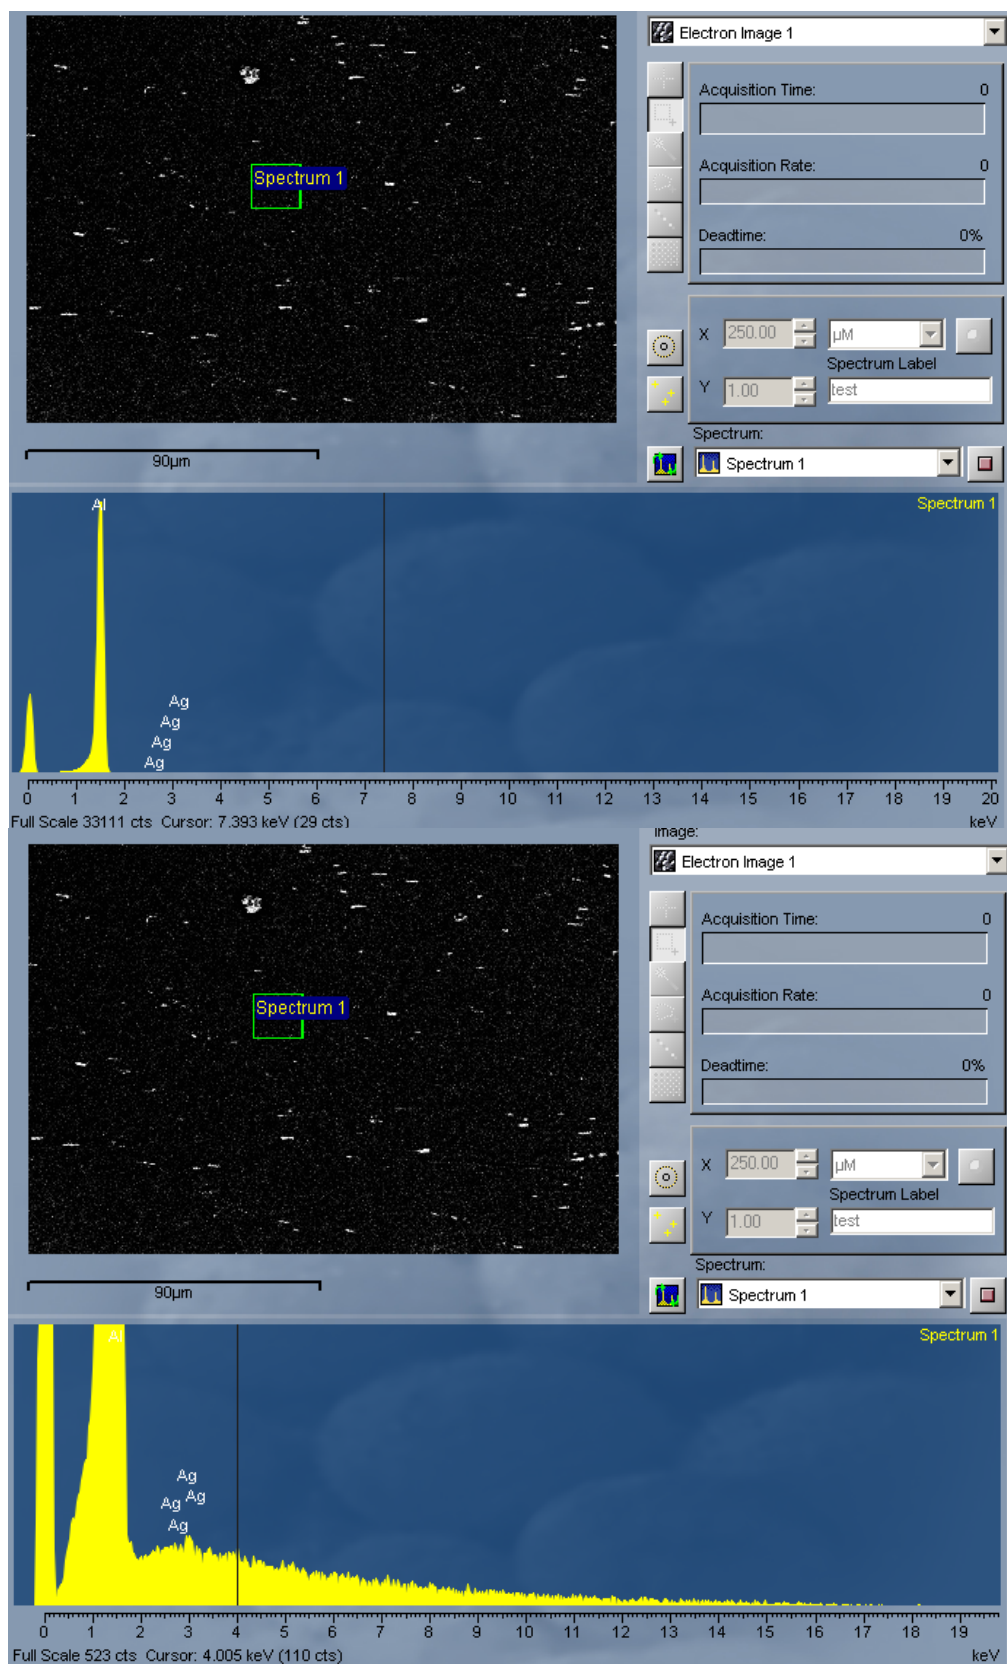 Electron Image 1
Acquisition Time: 0
Acquisition Rate: 0
Deadtime: 0%
Spectrum 1
X 250.00 µM
Spectrum Label
Y 1.00 test
Spectrum:
Spectrum 1
90µm
Spectrum 1
Al
Ag
Ag
Ag
Ag
0 1 2 3 4 5 6 7 8 9 10 11 12 13 14 15 16 17 18 19 20
Full Scale 33111 cts Cursor: 7.393 keV (29 cts) keV
Image:
Electron Image 1
Acquisition Time: 0
Acquisition Rate: 0
Deadtime: 0%
Spectrum 1
X 250.00 µM
Spectrum Label
Y 1.00 test
Spectrum:
Spectrum 1
90µm
Spectrum 1
Al
Ag
Ag Ag
Ag
0 1 2 3 4 5 6 7 8 9 10 11 12 13 14 15 16 17 18 19
Full Scale 523 cts Cursor: 4.005 keV (110 cts) keV